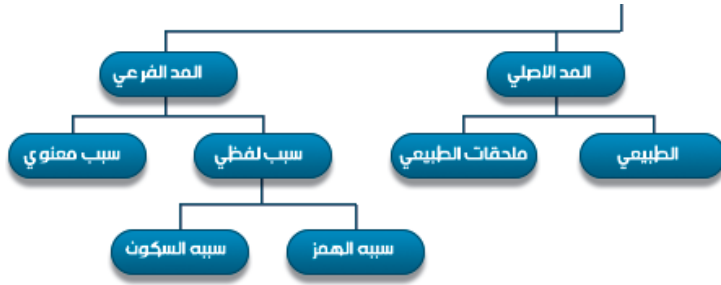 المد الاصلي
المد الفرعي
الطبيعي
ملحقات الطبيعي
سبب لفظي
سبب معنوي
سببه الهمز
سببه السكون